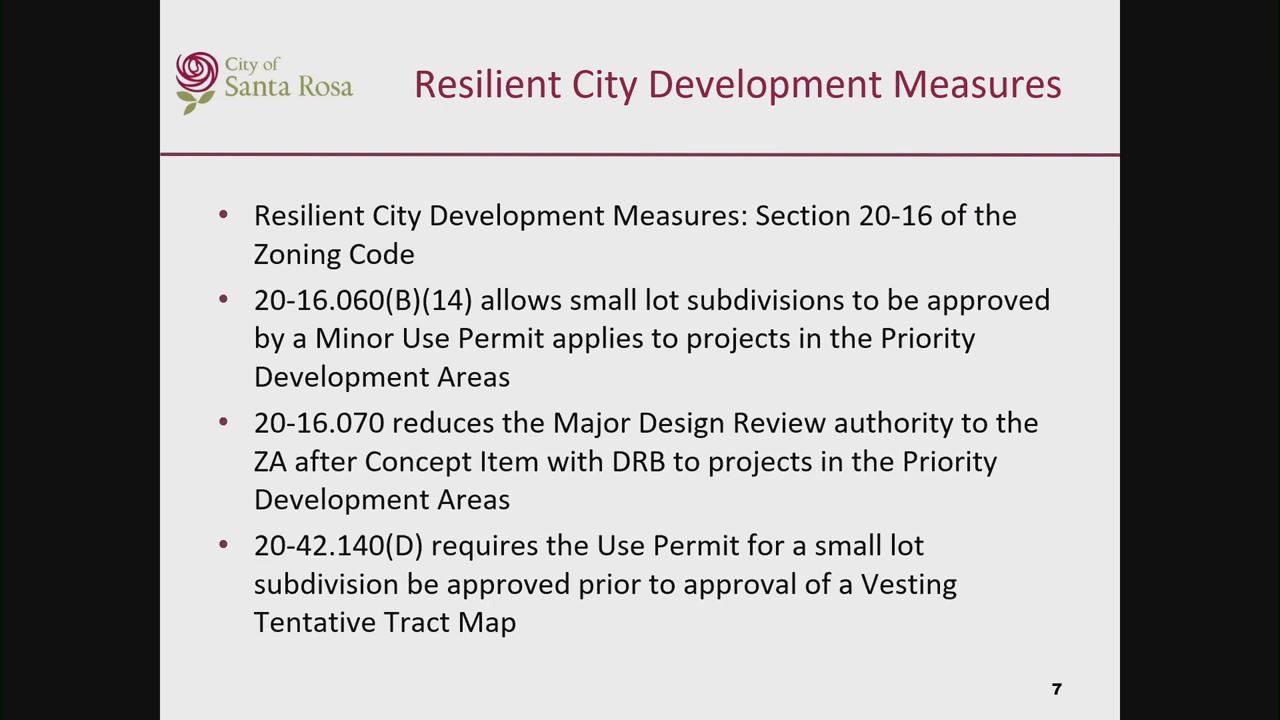 City of
Santa Rosa
Resilient City Development Measures
• Resilient City Development Measures: Section 20-16 of the
Zoning Code
• 20-16.060(B)(14) allows small lot subdivisions to be approved
by a Minor Use Permit applies to projects in the Priority
Development Areas
• 20-16.070 reduces the Major Design Review authority to the
ZA after Concept Item with DRB to projects in the Priority
Development Areas
• 20-42.140(D) requires the Use Permit for a small lot
subdivision be approved prior to approval of a Vesting
Tentative Tract Map
7